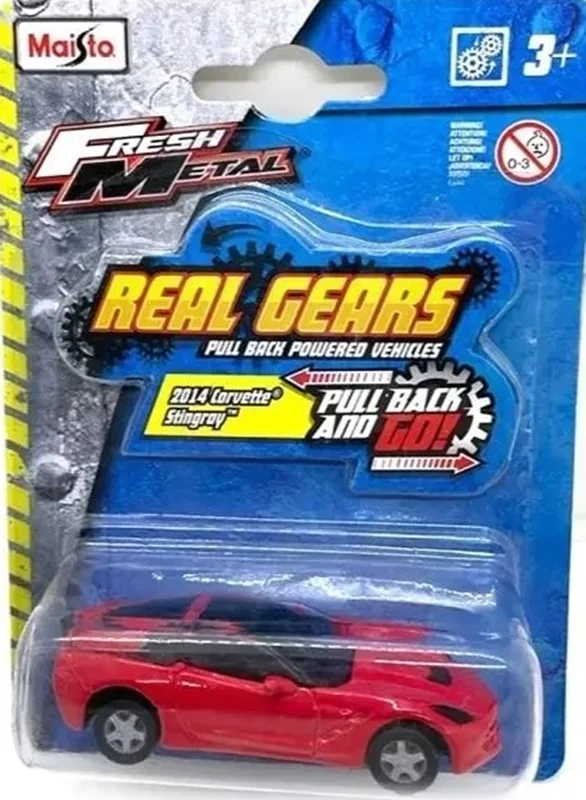 Maisto
3+
FRESH
METAL®
WARNING!
ATTENTION!
ACHTUNG!
0-3
REAL GEARS
PULL BACK POWERED VEHICLES
2014 Corvette®
Stingray™
PULL BACK
AND GO!